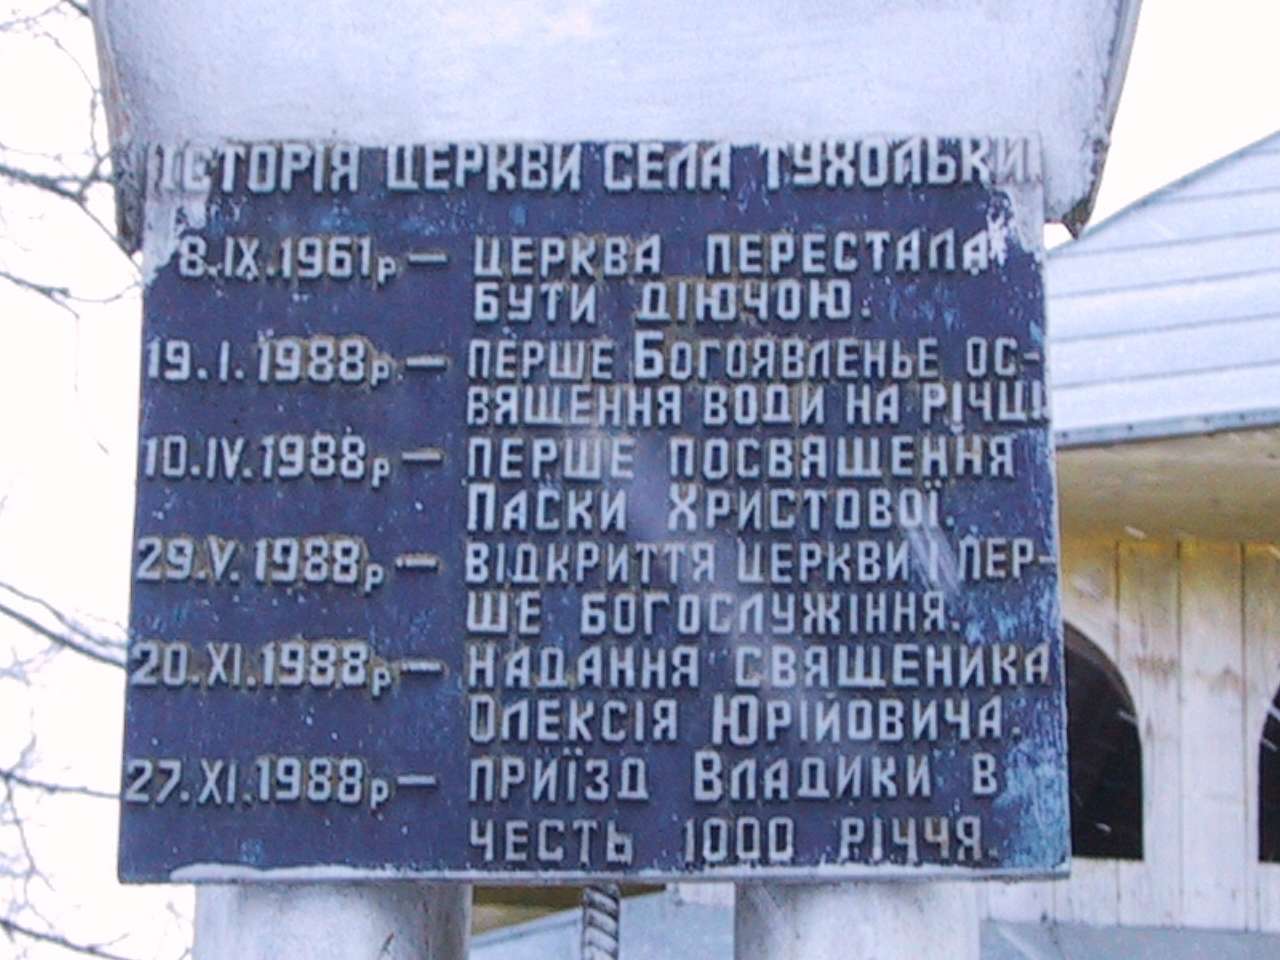 ІСТОРІЯ ЦЕРКВИ СЕЛА ТУХОЛЬКИ.
8.IX.1961р — ЦЕРКВА ПЕРЕСТАЛА
БУТИ ДІЮЧОЮ.
19.I.1988р — ПЕРШЕ БОГОЯВЛЕНЬЕ ОС-
ВЯЩЕННЯ ВОДИ НА РІЧЦІ
10.IV.1988р — ПЕРШЕ ПОСВЯЩЕННЯ
ПАСКИ ХРИСТОВОЇ.
29.V.1988р — ВІДКРИТТЯ ЦЕРКВИ І ПЕР-
ШЕ БОГОСЛУЖІННЯ.
20.XI.1988р — НАДАННЯ СВЯЩЕНИКА
ОЛЕКСІЯ ЮРІЙОВИЧА.
27.XI.1988р — ПРИЇЗД ВЛАДИКИ В
ЧЕСТЬ 1000 РІЧЧЯ.